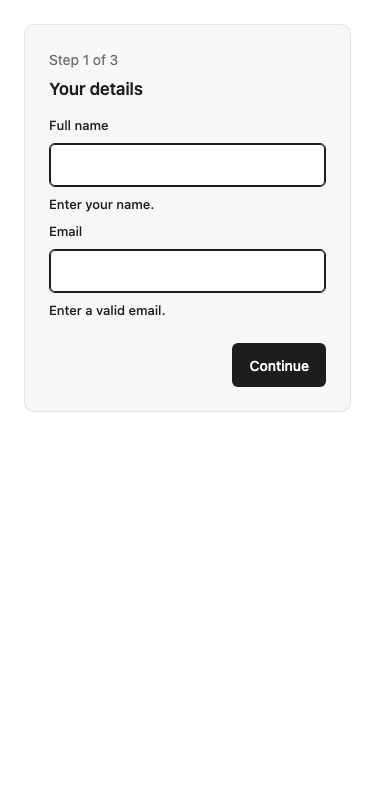 Step 1 of 3
Your details
Full name
Enter your name.
Email
Enter a valid email.
Continue